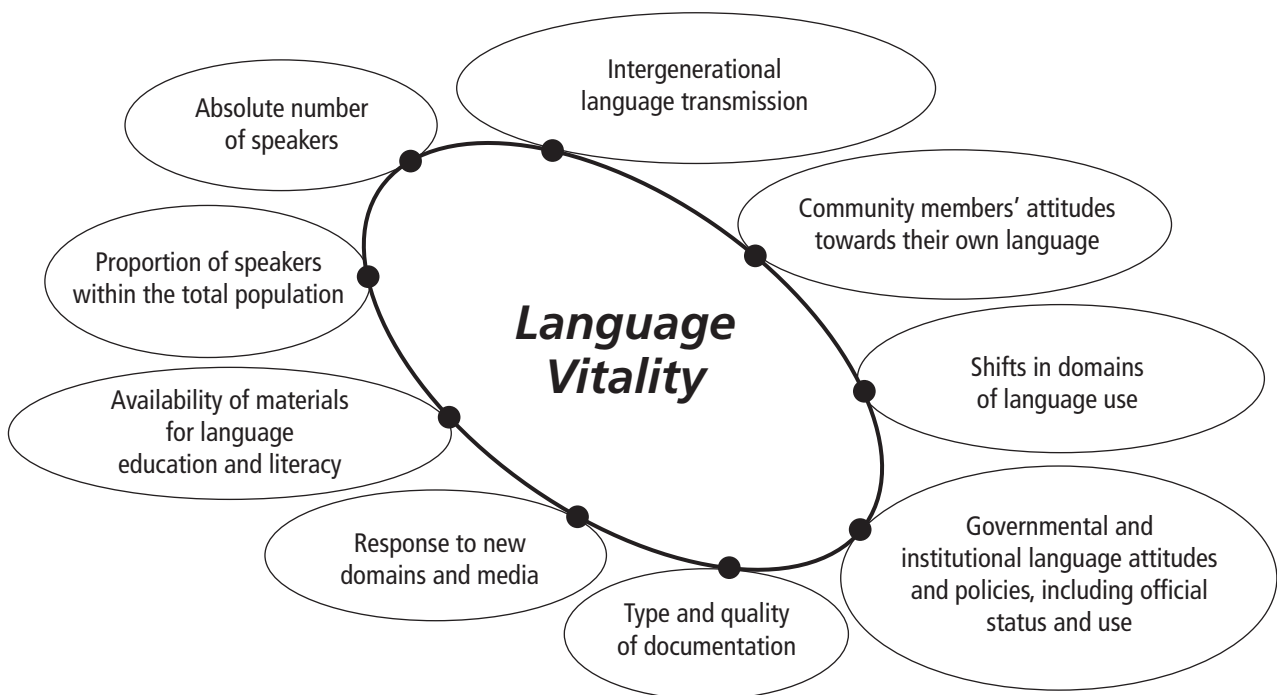 Intergenerational
language transmission
Absolute number
of speakers
Community members’ attitudes
towards their own language
Proportion of speakers
within the total population
Language
Vitality
Shifts in domains
of language use
Availability of materials
for language
education and literacy
Governmental and
institutional language attitudes
and policies, including official
status and use
Response to new
domains and media
Type and quality
of documentation